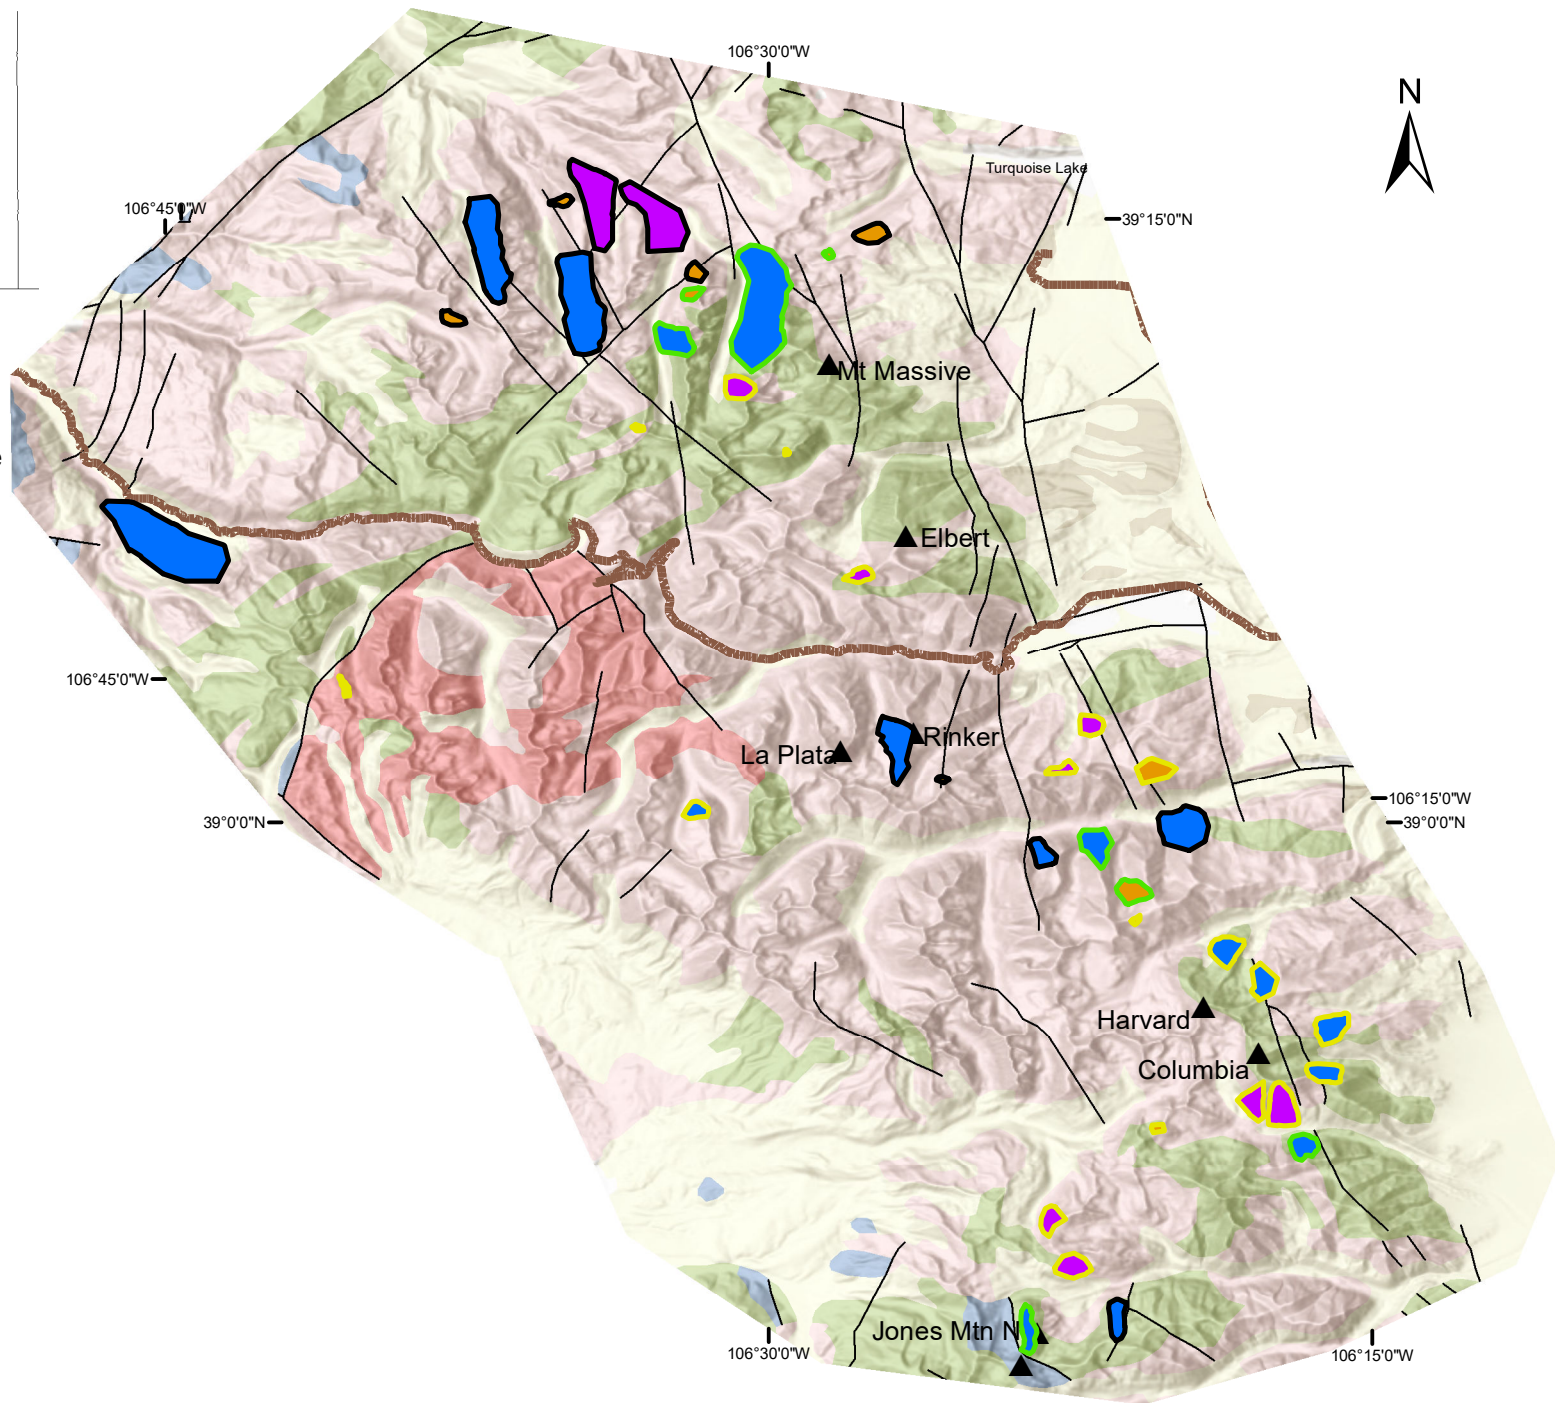 106°30'0"W
N
Turquoise Lake
106°45'0"W
39°15'0"N
Mt Massive
e
Elbert
106°45'0"W
Rinker
La Plata
106°15'0"W
39°0'0"N
39°0'0"N
Harvard
Columbia
Jones Mtn N
106°30'0"W
106°15'0"W